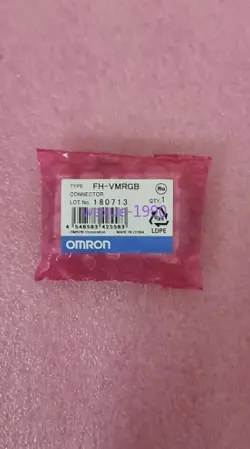 TYPE FH-VMRGB
CONNECTOR
LOT No. 180713
QTY. 1
4 548583 425583
OMRON Corporation MADE IN CHINA
LDPE
OMRON